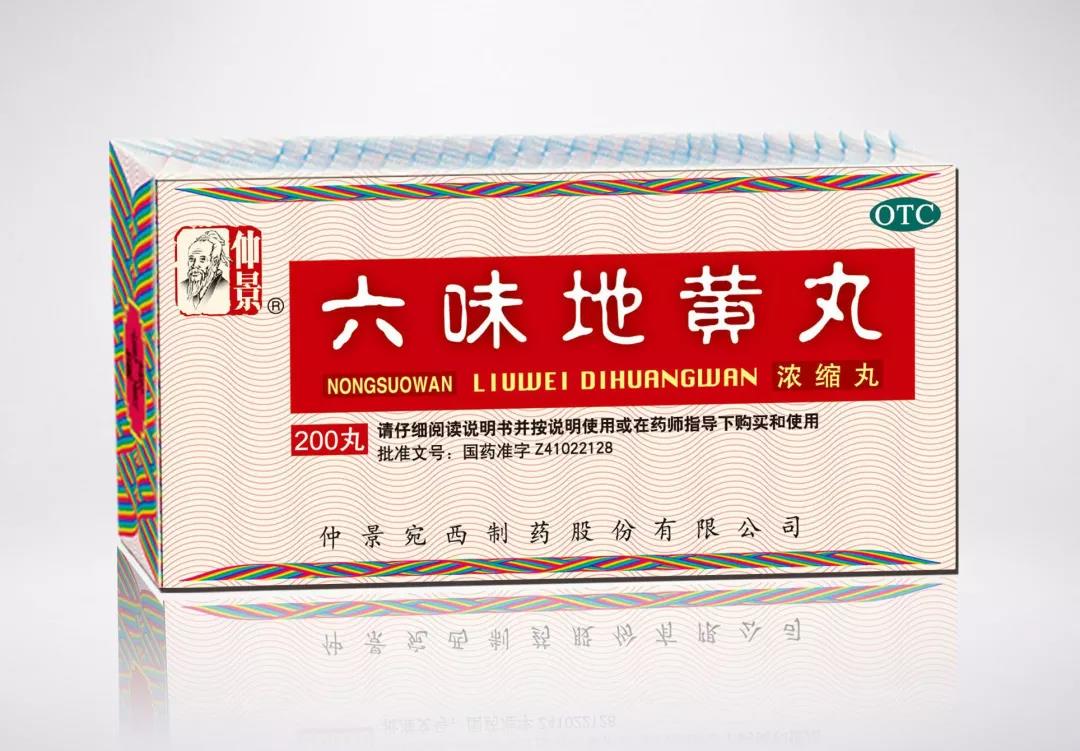 OTC
仲景
®
六味地黄丸
NONGSUOWAN LIUWEI DIHUANGWAN 浓缩丸
200丸
请仔细阅读说明书并按说明使用或在药师指导下购买和使用
批准文号：国药准字 Z41022128
仲景宛西制药股份有限公司